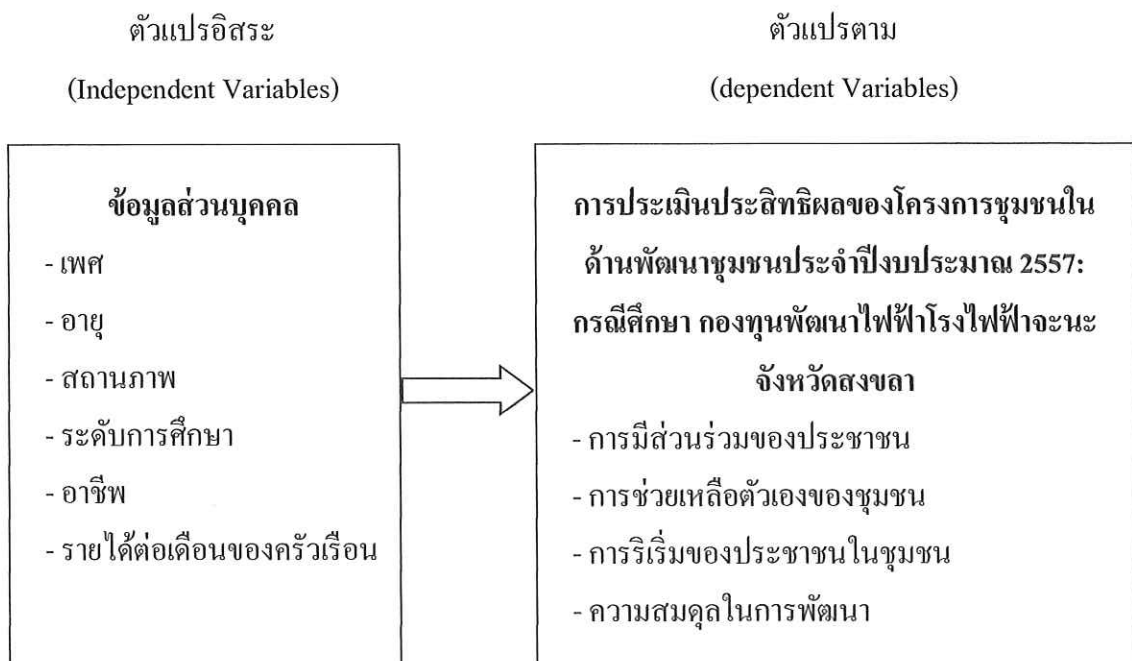 ตัวแปรอิสระ
(Independent Variables)
ข้อมูลส่วนบุคคล
- เพศ
- อายุ
- สถานภาพ
- ระดับการศึกษา
- อาชีพ
- รายได้ต่อเดือนของครัวเรือน
ตัวแปรตาม
(dependent Variables)
การประเมินประสิทธิผลของโครงการชุมชนใน
ด้านพัฒนาชุมชนประจำปีงบประมาณ 2557:
กรณีศึกษา กองทุนพัฒนาไฟฟ้าโรงไฟฟ้าจะนะ
จังหวัดสงขลา
- การมีส่วนร่วมของประชาชน
- การช่วยเหลือตัวเองของชุมชน
- การริเริ่มของประชาชนในชุมชน
- ความสมดุลในการพัฒนา